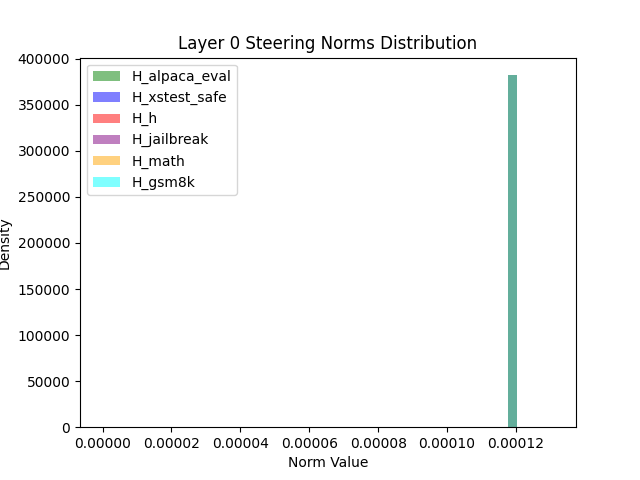 Layer 0 Steering Norms Distribution
400000
350000
300000
250000
200000
150000
100000
50000
0
Density
H_alpaca_eval
H_xstest_safe
H_h
H_jailbreak
H_math
H_gsm8k
0.00000 0.00002 0.00004 0.00006 0.00008 0.00010 0.00012
Norm Value